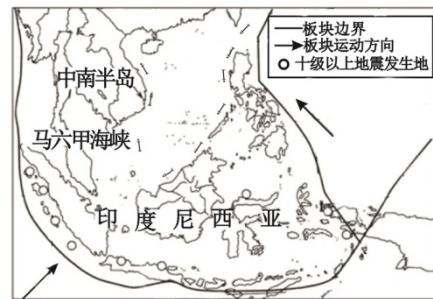 板块边界
板块运动方向
十级以上地震发生地
中南半岛
马六甲海峡
印度尼西亚